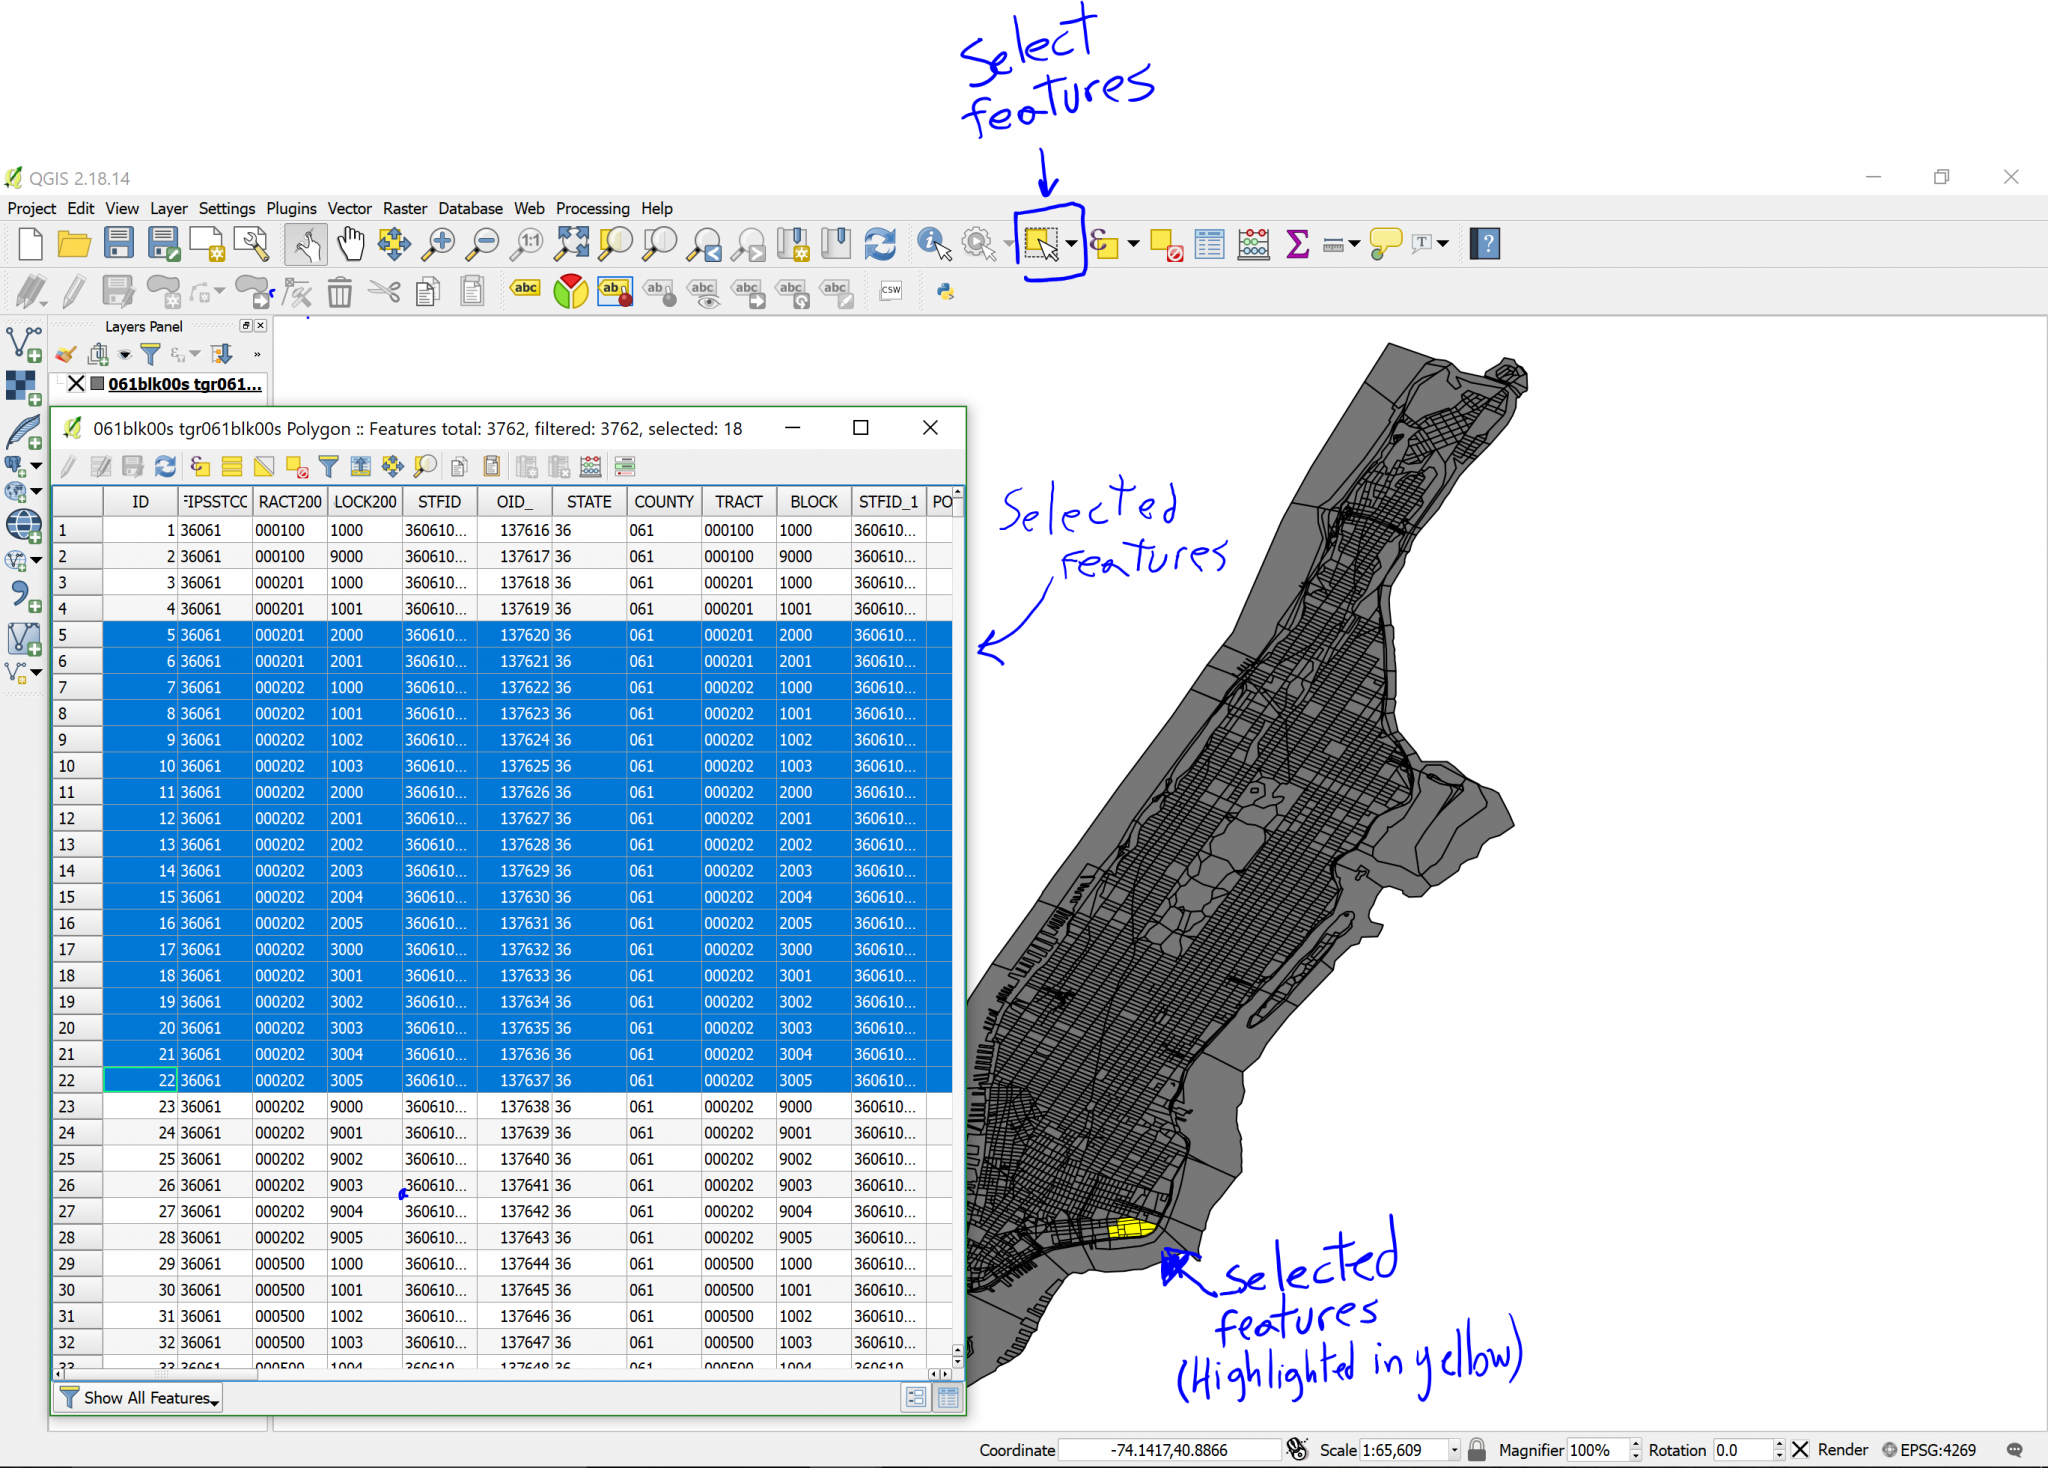 Select
features
QGIS 2.18.14
Project Edit View Layer Settings Plugins Vector Raster Database Web Processing Help
Layers Panel
061blk00s tgr061...
061blk00s tgr061blk00s Polygon :: Features total: 3762, filtered: 3762, selected: 18
ID FIPSSTCC RACT200 LOCK200 STFID OID_ STATE COUNTY TRACT BLOCK STFID_1 PO
1 1 36061 000100 1000 360610... 137616 36 061 000100 1000 360610...
2 2 36061 000100 9000 360610... 137617 36 061 000100 9000 360610...
3 3 36061 000201 1000 360610... 137618 36 061 000201 1000 360610...
4 4 36061 000201 1001 360610... 137619 36 061 000201 1001 360610...
5 5 36061 000201 2000 360610... 137620 36 061 000201 2000 360610...
6 6 36061 000201 2001 360610... 137621 36 061 000201 2001 360610...
7 7 36061 000202 1000 360610... 137622 36 061 000202 1000 360610...
8 8 36061 000202 1001 360610... 137623 36 061 000202 1001 360610...
9 9 36061 000202 1002 360610... 137624 36 061 000202 1002 360610...
10 10 36061 000202 1003 360610... 137625 36 061 000202 1003 360610...
11 11 36061 000202 2000 360610... 137626 36 061 000202 2000 360610...
12 12 36061 000202 2001 360610... 137627 36 061 000202 2001 360610...
13 13 36061 000202 2002 360610... 137628 36 061 000202 2002 360610...
14 14 36061 000202 2003 360610... 137629 36 061 000202 2003 360610...
15 15 36061 000202 2004 360610... 137630 36 061 000202 2004 360610...
16 16 36061 000202 2005 360610... 137631 36 061 000202 2005 360610...
17 17 36061 000202 3000 360610... 137632 36 061 000202 3000 360610...
18 18 36061 000202 3001 360610... 137633 36 061 000202 3001 360610...
19 19 36061 000202 3002 360610... 137634 36 061 000202 3002 360610...
20 20 36061 000202 3003 360610... 137635 36 061 000202 3003 360610...
21 21 36061 000202 3004 360610... 137636 36 061 000202 3004 360610...
22 22 36061 000202 3005 360610... 137637 36 061 000202 3005 360610...
23 23 36061 000202 9000 360610... 137638 36 061 000202 9000 360610...
24 24 36061 000202 9001 360610... 137639 36 061 000202 9001 360610...
25 25 36061 000202 9002 360610... 137640 36 061 000202 9002 360610...
26 26 36061 000202 9003 360610... 137641 36 061 000202 9003 360610...
27 27 36061 000202 9004 360610... 137642 36 061 000202 9004 360610...
28 28 36061 000202 9005 360610... 137643 36 061 000202 9005 360610...
29 29 36061 000500 1000 360610... 137644 36 061 000500 1000 360610...
30 30 36061 000500 1001 360610... 137645 36 061 000500 1001 360610...
31 31 36061 000500 1002 360610... 137646 36 061 000500 1002 360610...
32 32 36061 000500 1003 360610... 137647 36 061 000500 1003 360610...
Show All Features
Selected
Features
Selected
features
(Highlighted in yellow)
Coordinate -74.1417,40.8866 Scale 1:65,609 Magnifier 100% Rotation 0.0 Render EPSG:4269